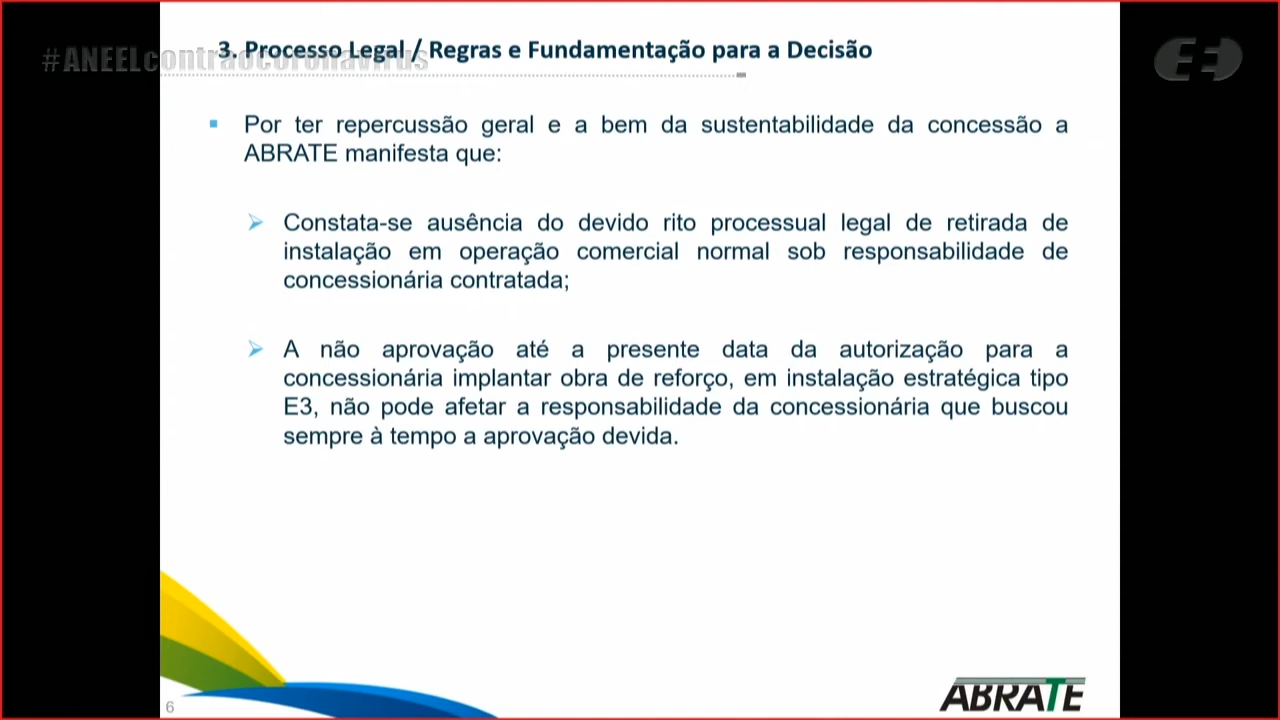 #ANEELcontraocoronavírus
3. Processo Legal / Regras e Fundamentação para a Decisão
Por ter repercussão geral e a bem da sustentabilidade da concessão a
ABRATE manifesta que:
Constata-se ausência do devido rito processual legal de retirada de
instalação em operação comercial normal sob responsabilidade de
concessionária contratada;
A não aprovação até a presente data da autorização para a
concessionária implantar obra de reforço, em instalação estratégica tipo
E3, não pode afetar a responsabilidade da concessionária que buscou
sempre à tempo a aprovação devida.
6
ABRATE